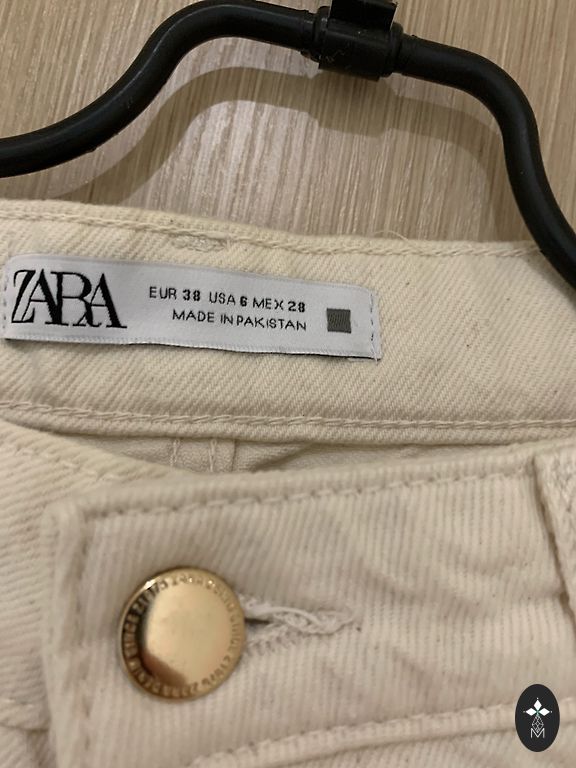 ZARA
EUR 38 USA 6 MEX 28
MADE IN PAKISTAN